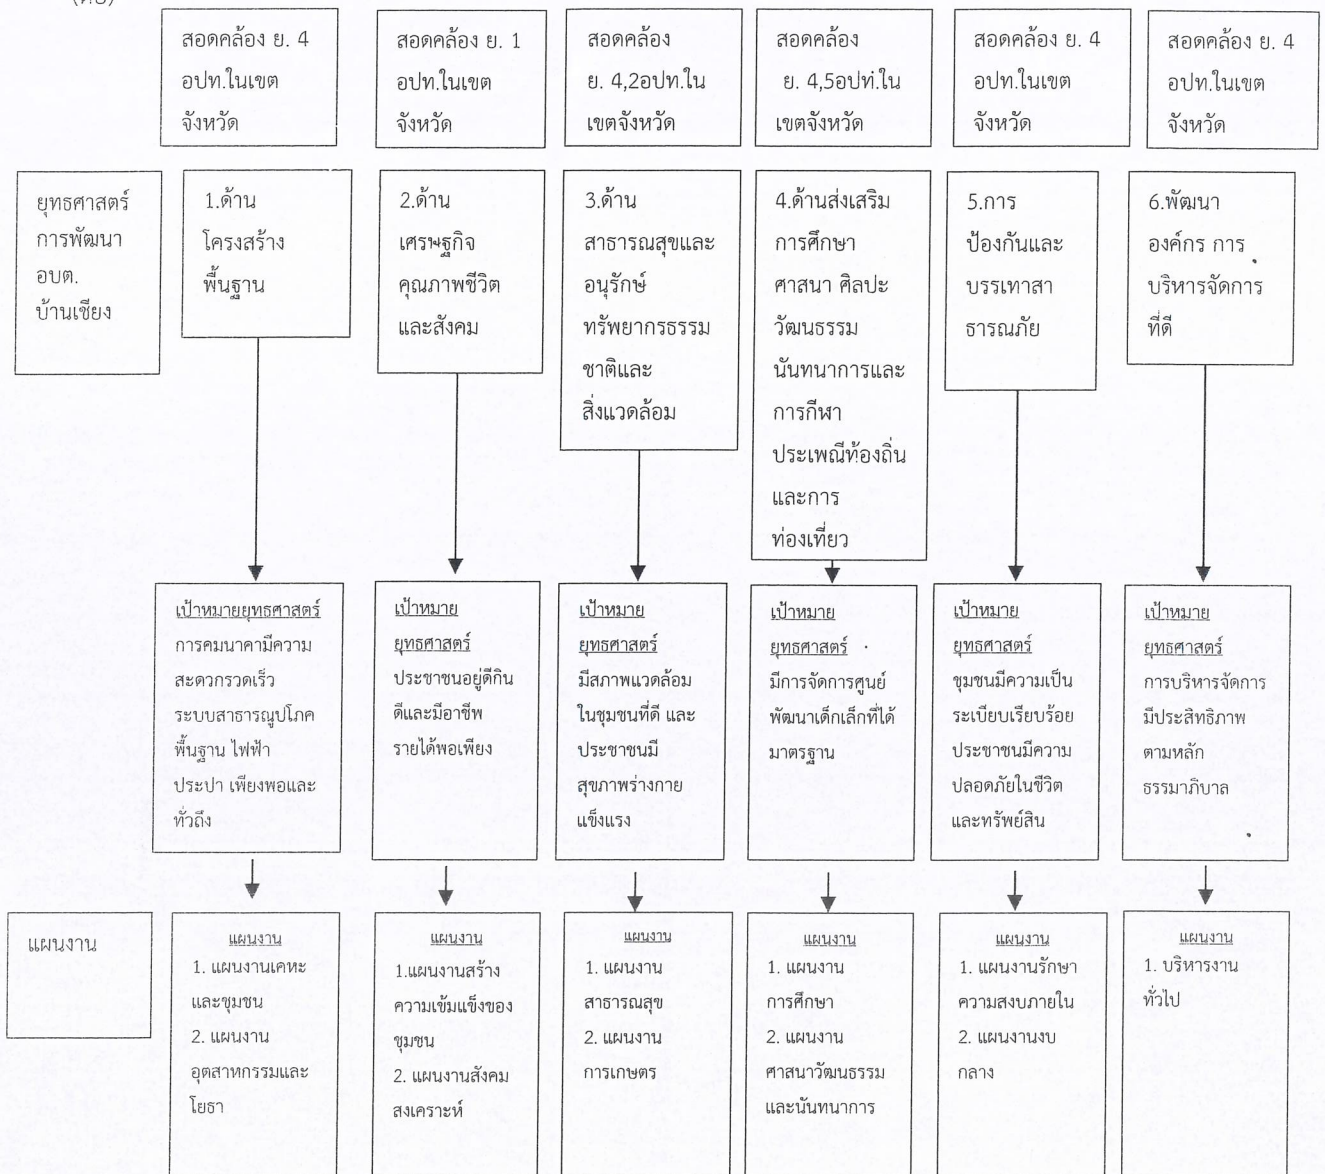 สอดคล้อง ย. 4
อปท.ในเขต
จังหวัด
สอดคล้อง ย. 1
อปท.ในเขต
จังหวัด
สอดคล้อง
ย. 4,2อปท.ใน
เขตจังหวัด
สอดคล้อง
ย. 4,5อปท.ใน
เขตจังหวัด
สอดคล้อง ย. 4
อปท.ในเขต
จังหวัด
สอดคล้อง ย. 4
อปท.ในเขต
จังหวัด
ยุทธศาสตร์
การพัฒนา
อบต.
บ้านเชียง
1.ด้าน
โครงสร้าง
พื้นฐาน
2.ด้าน
เศรษฐกิจ
คุณภาพชีวิต
และสังคม
3.ด้าน
สาธารณสุขและ
อนุรักษ์
ทรัพยากรธรรม
ชาติและ
สิ่งแวดล้อม
4.ด้านส่งเสริม
การศึกษา
ศาสนา ศิลปะ
วัฒนธรรม
นันทนาการและ
การกีฬา
ประเพณีท้องถิ่น
และการ
ท่องเที่ยว
5.การ
ป้องกันและ
บรรเทาสา
ธารณภัย
6.พัฒนา
องค์กร การ
บริหารจัดการ
ที่ดี
เป้าหมายยุทธศาสตร์
การคมนาคามีความ
สะดวกรวดเร็ว
ระบบสาธารณูปโภค
พื้นฐาน ไฟฟ้า
ประปา เพียงพอและ
ทั่วถึง
เป้าหมาย
ยุทธศาสตร์
ประชาชนอยู่ดีกิน
ดีและมีอาชีพ
รายได้พอเพียง
เป้าหมาย
ยุทธศาสตร์
มีสภาพแวดล้อม
ในชุมชนที่ดี และ
ประชาชนมี
สุขภาพร่างกาย
แข็งแรง
เป้าหมาย
ยุทธศาสตร์
มีการจัดการศูนย์
พัฒนาเด็กเล็กที่ได้
มาตรฐาน
เป้าหมาย
ยุทธศาสตร์
ชุมชนมีความเป็น
ระเบียบเรียบร้อย
ประชาชนมีความ
ปลอดภัยในชีวิต
และทรัพย์สิน
เป้าหมาย
ยุทธศาสตร์
การบริหารจัดการ
มีประสิทธิภาพ
ตามหลัก
ธรรมาภิบาล
แผนงาน
แผนงาน
1. แผนงานเคหะ
และชุมชน
2. แผนงาน
อุตสาหกรรมและ
โยธา
แผนงาน
1.แผนงานสร้าง
ความเข้มแข็งของ
ชุมชน
2. แผนงานสังคม
สงเคราะห์
แผนงาน
1. แผนงาน
สาธารณสุข
2. แผนงาน
การเกษตร
แผนงาน
1. แผนงาน
การศึกษา
2. แผนงาน
ศาสนาวัฒนธรรม
และนันทนาการ
แผนงาน
1. แผนงานรักษา
ความสงบภายใน
2. แผนงานงบ
กลาง
แผนงาน
1. บริหารงาน
ทั่วไป